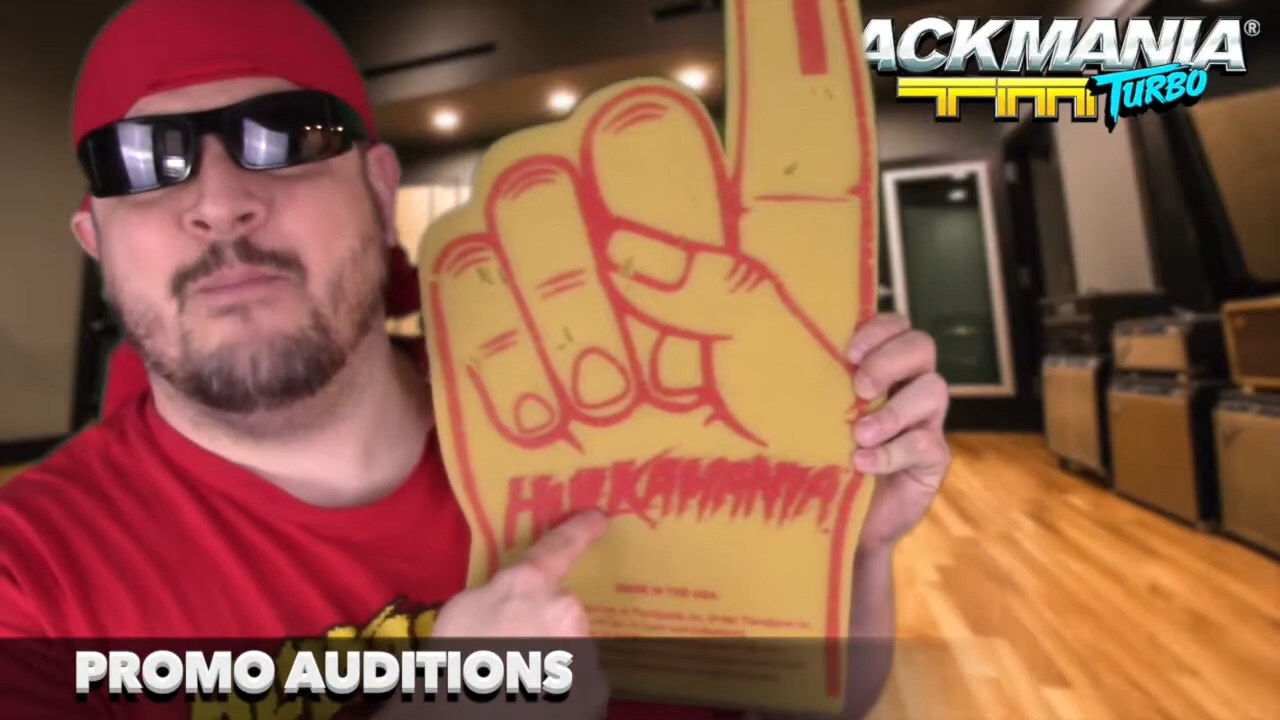 ACKMANIA®
TM TURBO
HULKAMANIA
MADE IN THE USA
PROMO AUDITIONS